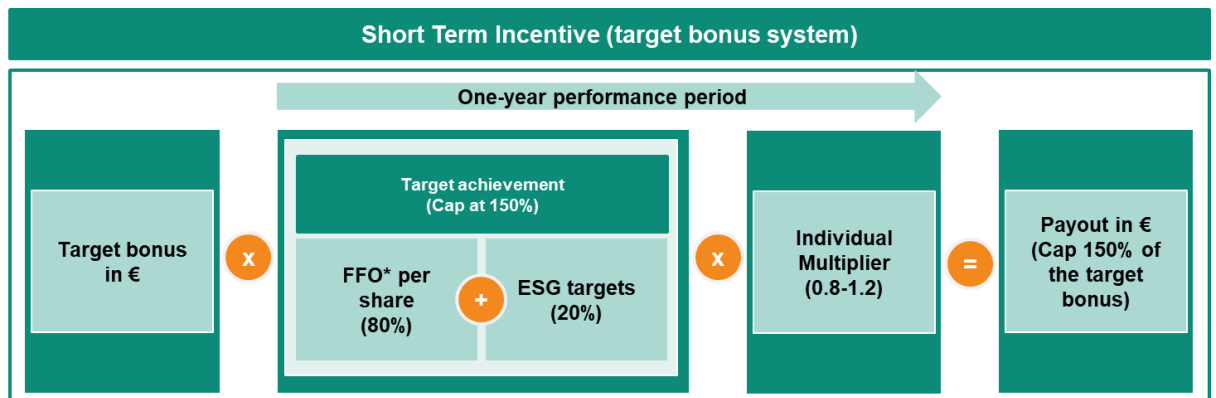 Short Term Incentive (target bonus system)
One-year performance period
Target bonus
in €
x
Target achievement
(Cap at 150%)
FFO* per
share
(80%)
+
ESG targets
(20%)
x
Individual
Multiplier
(0.8-1.2)
=
Payout in €
(Cap 150% of
the target
bonus)